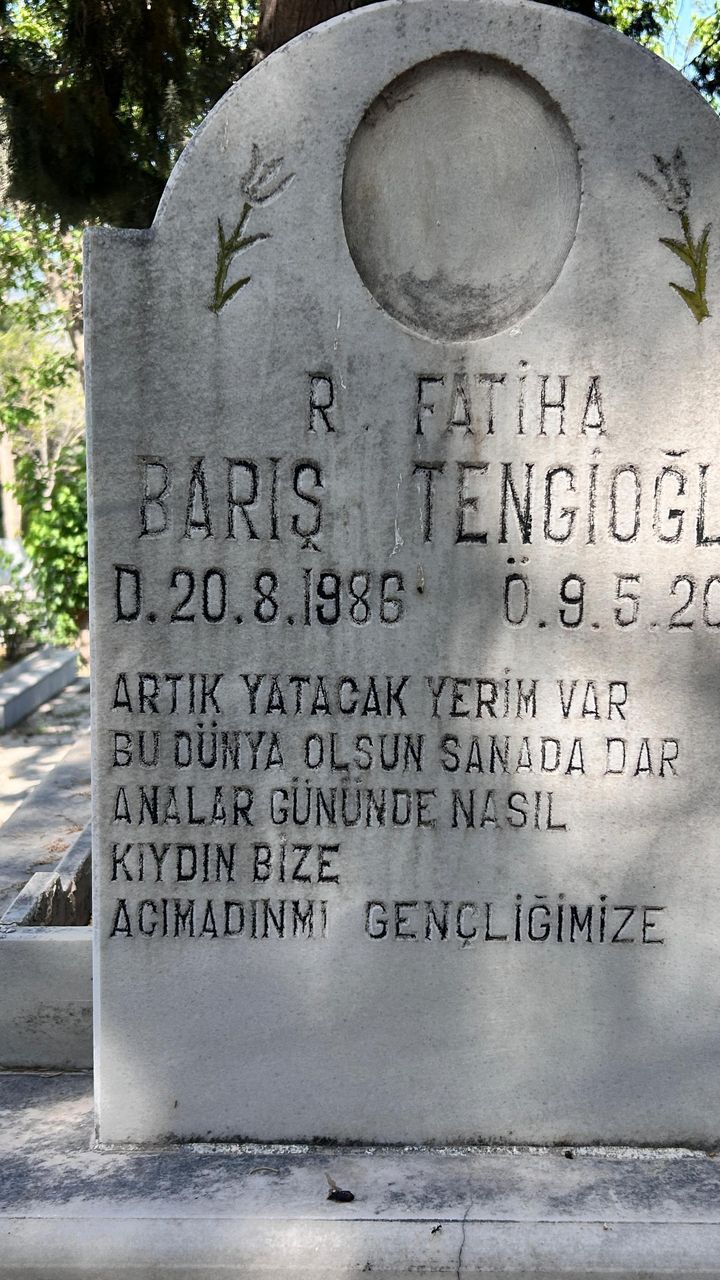 R. FATİHA
BARIŞ TENGİOĞL
D.20.8.1986 Ö.9.5.20
ARTIK YATACAK YERİM VAR
BU DÜNYA OLSUN SANADA DAR
ANALAR GÜNÜNDE NASIL
KIYDIN BİZE
ACIMADINMI GENÇLİĞİMİZE